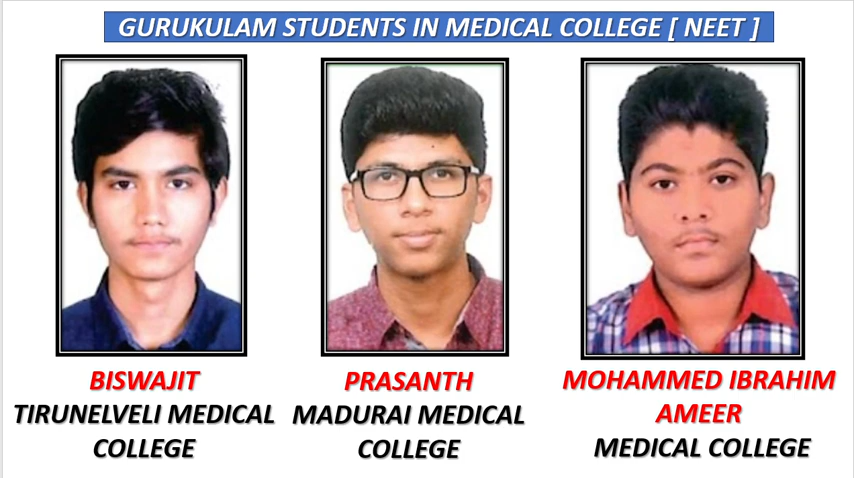 GURUKULAM STUDENTS IN MEDICAL COLLEGE [ NEET ]
BISWAJIT
TIRUNELVELI MEDICAL
COLLEGE
PRASANTH
MADURAI MEDICAL
COLLEGE
MOHAMMED IBRAHIM
AMEER
MEDICAL COLLEGE